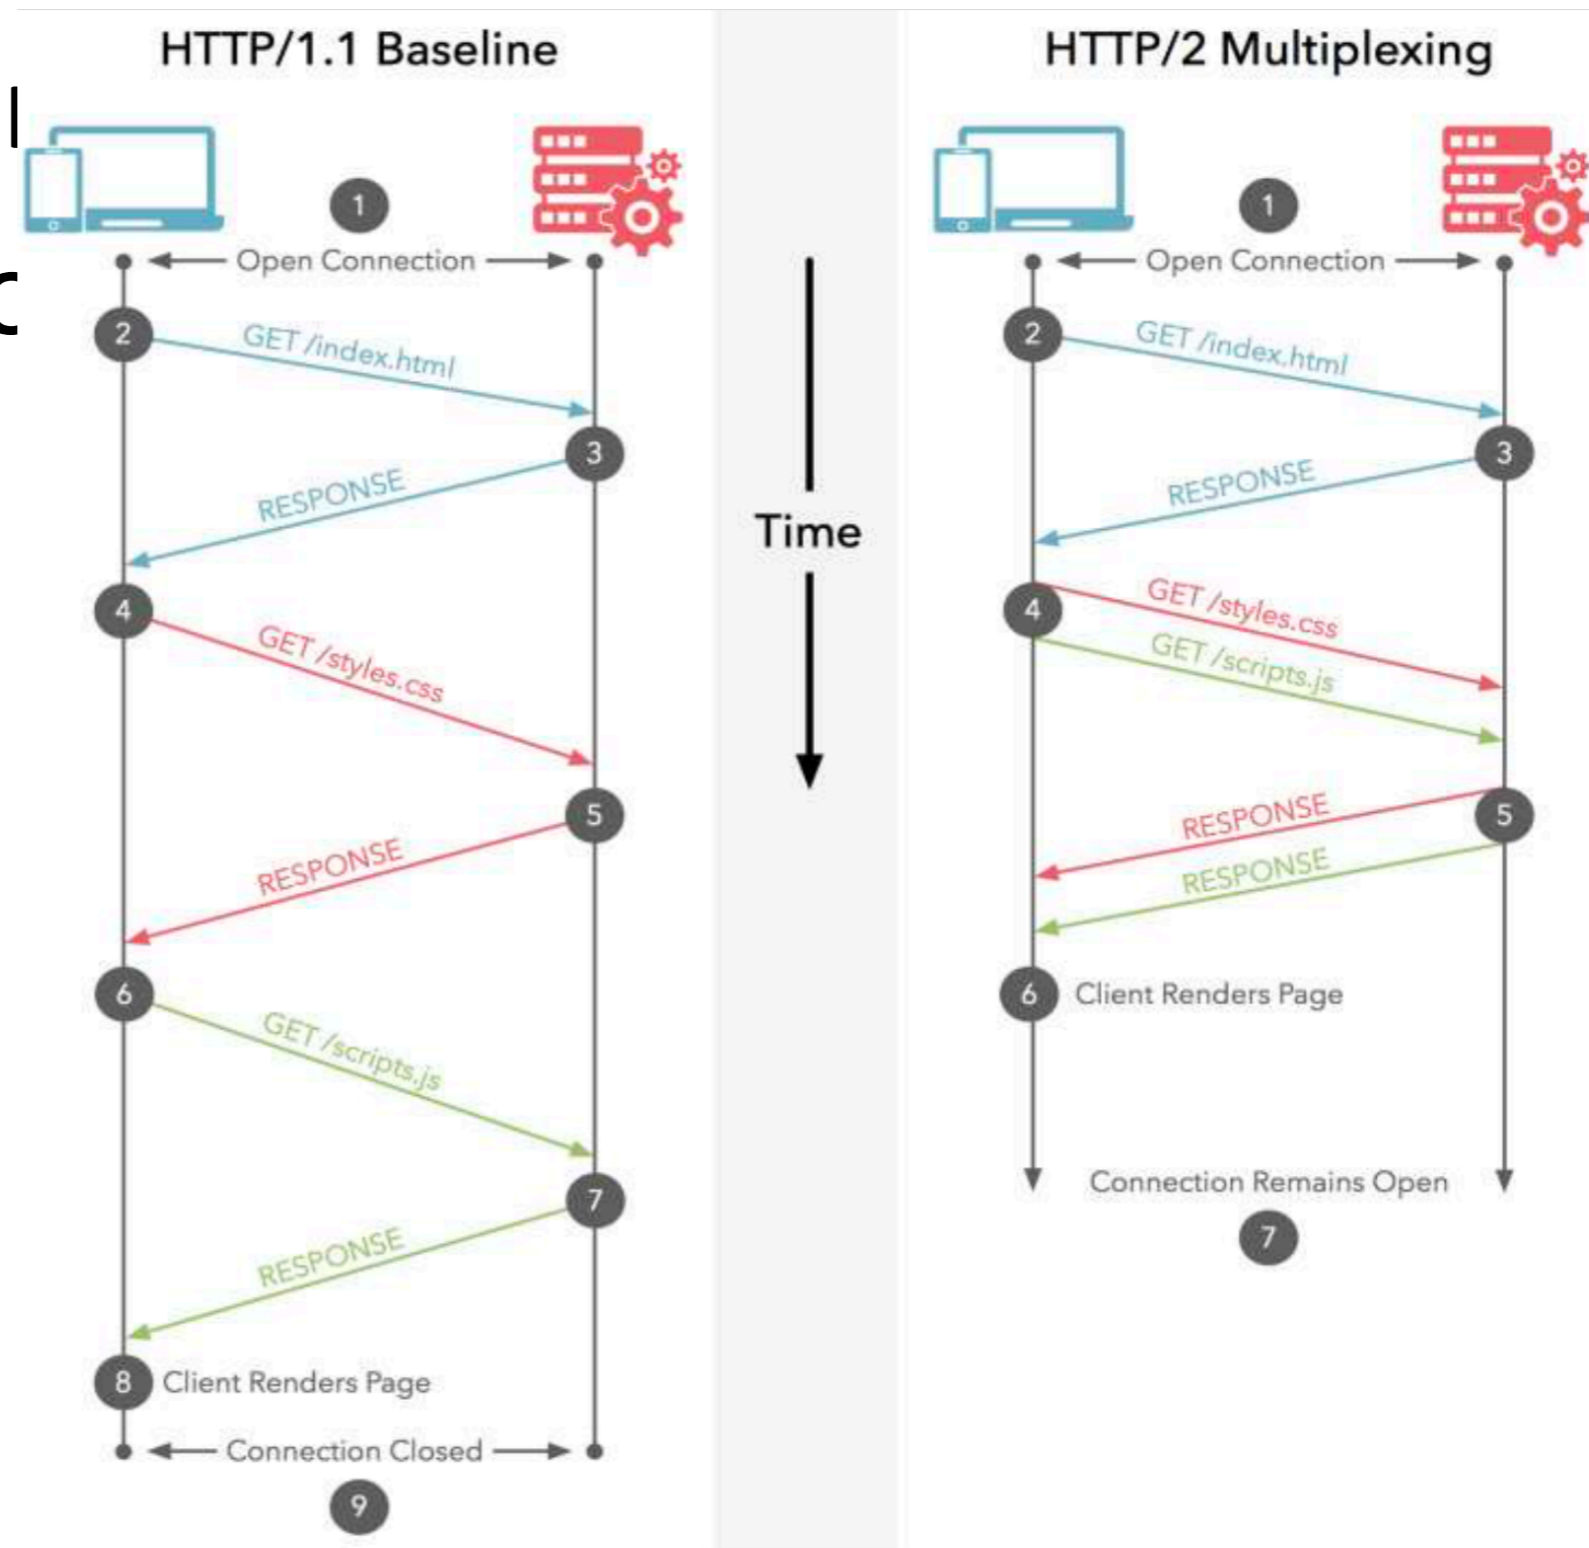 HTTP/1.1 Baseline
1
Open Connection
2
GET /index.html
3
RESPONSE
4
GET /styles.css
5
RESPONSE
6
GET /scripts.js
7
RESPONSE
8 Client Renders Page
Connection Closed
9
Time
HTTP/2 Multiplexing
1
Open Connection
2
GET /index.html
3
RESPONSE
4
GET /styles.css
GET /scripts.js
5
RESPONSE
RESPONSE
6 Client Renders Page
Connection Remains Open
7